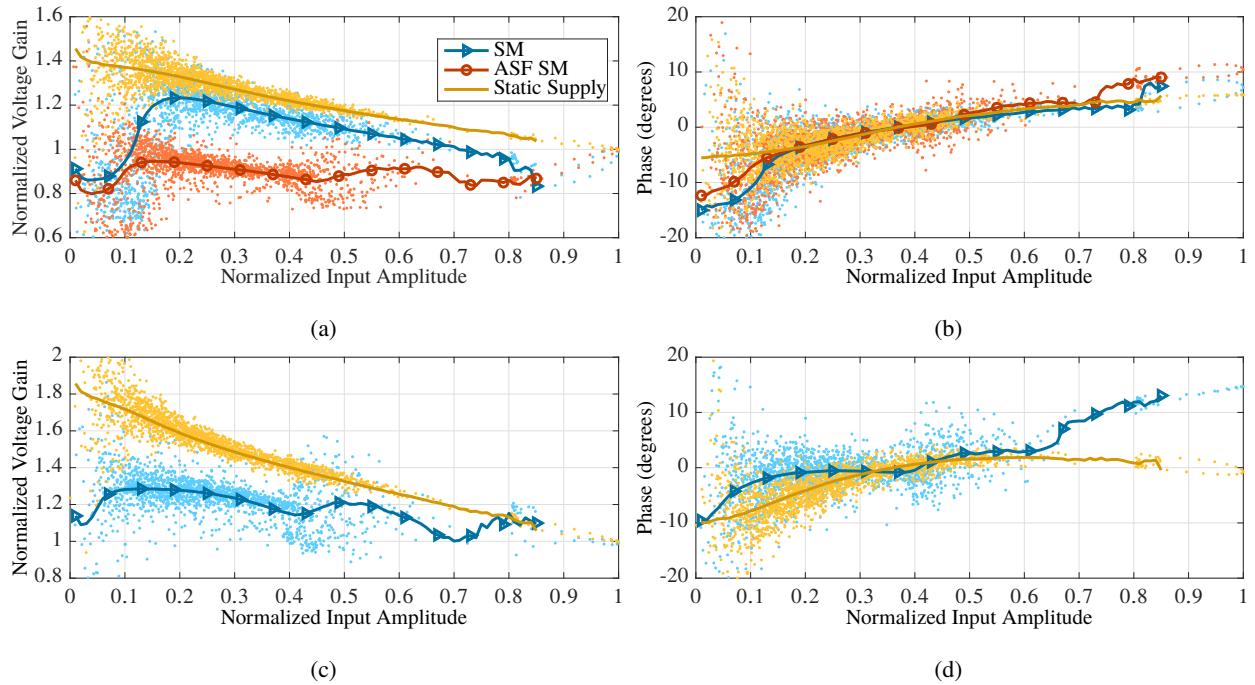 1.6
1.4
1.2
1
0.8
0.6
Normalized Voltage Gain
SM
ASF SM
Static Supply
0 0.1 0.2 0.3 0.4 0.5 0.6 0.7 0.8 0.9 1
Normalized Input Amplitude
(a)
20
10
0
-10
-20
Phase (degrees)
0 0.1 0.2 0.3 0.4 0.5 0.6 0.7 0.8 0.9 1
Normalized Input Amplitude
(b)
2
1.8
1.6
1.4
1.2
1
0.8
Normalized Voltage Gain
0 0.1 0.2 0.3 0.4 0.5 0.6 0.7 0.8 0.9 1
Normalized Input Amplitude
(c)
20
10
0
-10
-20
Phase (degrees)
0 0.1 0.2 0.3 0.4 0.5 0.6 0.7 0.8 0.9 1
Normalized Input Amplitude
(d)